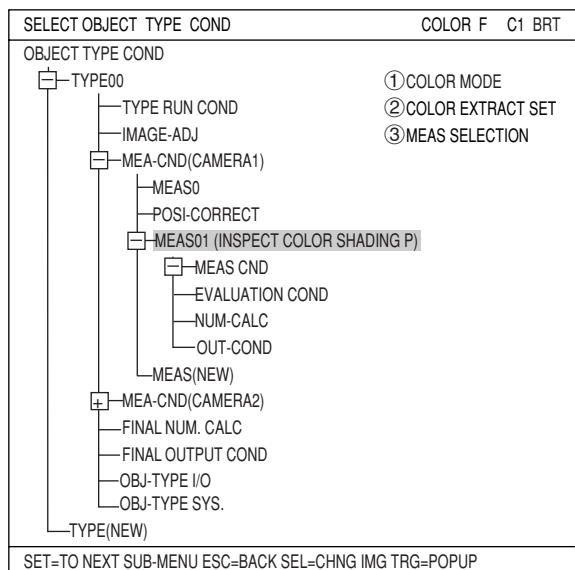 SELECT OBJECT TYPE COND COLOR F C1 BRT
OBJECT TYPE COND
TYPE00 ①COLOR MODE
TYPE RUN COND ②COLOR EXTRACT SET
IMAGE-ADJ ③MEAS SELECTION
MEA-CND(CAMERA1)
MEAS0
POSI-CORRECT
MEAS01 (INSPECT COLOR SHADING P)
MEAS CND
EVALUATION COND
NUM-CALC
OUT-COND
MEAS(NEW)
MEA-CND(CAMERA2)
FINAL NUM. CALC
FINAL OUTPUT COND
OBJ-TYPE I/O
OBJ-TYPE SYS.
TYPE(NEW)
SET=TO NEXT SUB-MENU ESC=BACK SEL=CHNG IMG TRG=POPUP